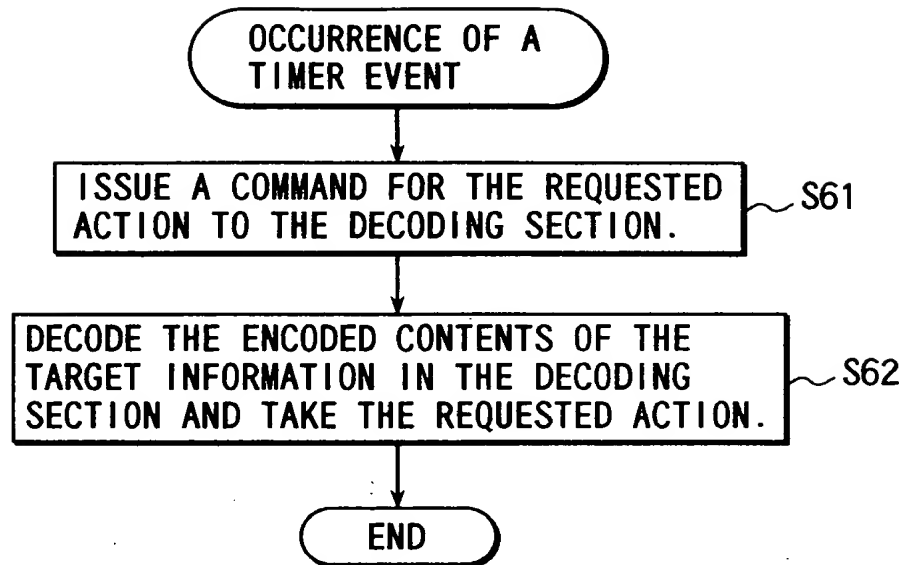 OCCURRENCE OF A
TIMER EVENT
ISSUE A COMMAND FOR THE REQUESTED
ACTION TO THE DECODING SECTION.
S61
DECODE THE ENCODED CONTENTS OF THE
TARGET INFORMATION IN THE DECODING
SECTION AND TAKE THE REQUESTED ACTION.
S62
END